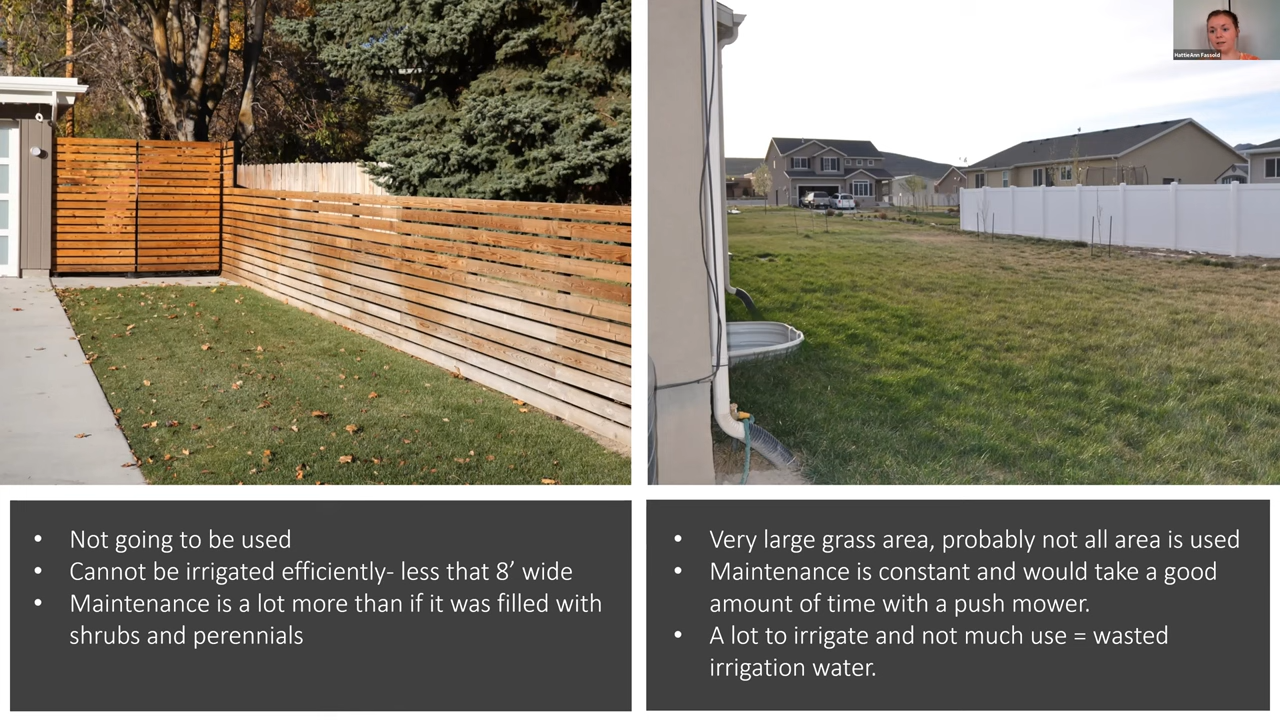 HattieAnn Fassold
• Not going to be used
• Cannot be irrigated efficiently- less that 8’ wide
• Maintenance is a lot more than if it was filled with
shrubs and perennials
• Very large grass area, probably not all area is used
• Maintenance is constant and would take a good
amount of time with a push mower.
• A lot to irrigate and not much use = wasted
irrigation water.